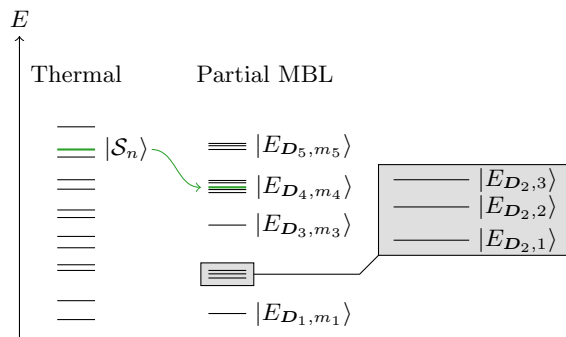 E
Thermal
Partial MBL
|𝒮ₙ⟩
|E_{𝑫₅,m₅}⟩
|E_{𝑫₄,m₄}⟩
|E_{𝑫₃,m₃}⟩
|E_{𝑫₁,m₁}⟩
|E_{𝑫₂,3}⟩
|E_{𝑫₂,2}⟩
|E_{𝑫₂,1}⟩